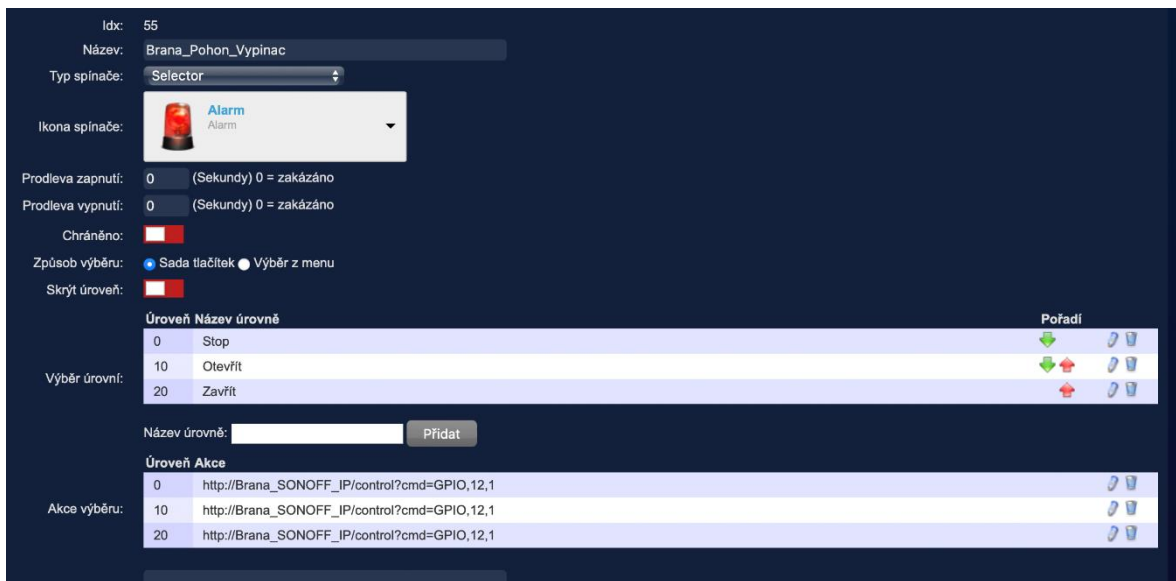 Idx: 55
Název: Brana_Pohon_Vypinac
Typ spínače: Selector
Ikona spínače: Alarm
Alarm
Prodleva zapnutí: 0 (Sekundy) 0 = zakázáno
Prodleva vypnutí: 0 (Sekundy) 0 = zakázáno
Chráněno:
Způsob výběru: Sada tlačítek Výběr z menu
Skrýt úroveň:
Úroveň Název úrovně Pořadí
0 Stop
10 Otevřít
Výběr úrovní:
20 Zavřít
Název úrovně: Přidat
Úroveň Akce
0 http://Brana_SONOFF_IP/control?cmd=GPIO,12,1
Akce výběru: 10 http://Brana_SONOFF_IP/control?cmd=GPIO,12,1
20 http://Brana_SONOFF_IP/control?cmd=GPIO,12,1